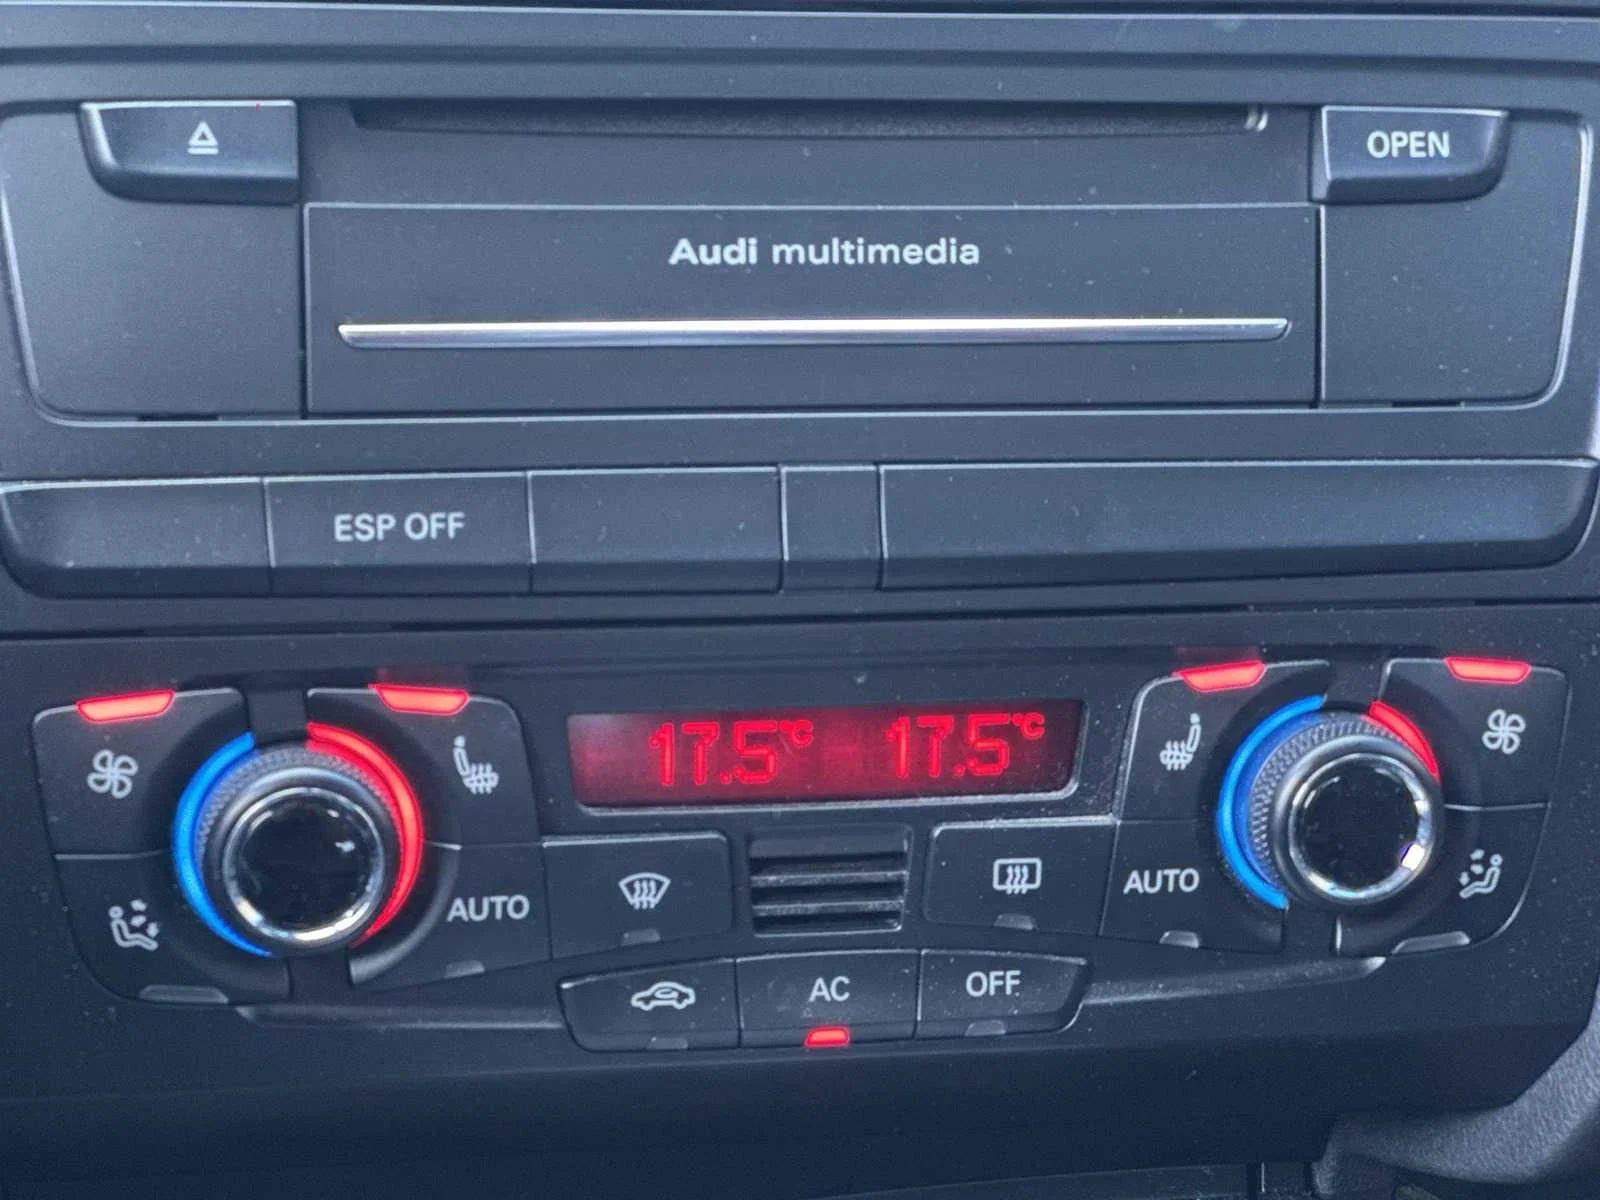 OPEN
Audi multimedia
ESP OFF
17.5°C 17.5°C
AUTO
AUTO
AC
OFF